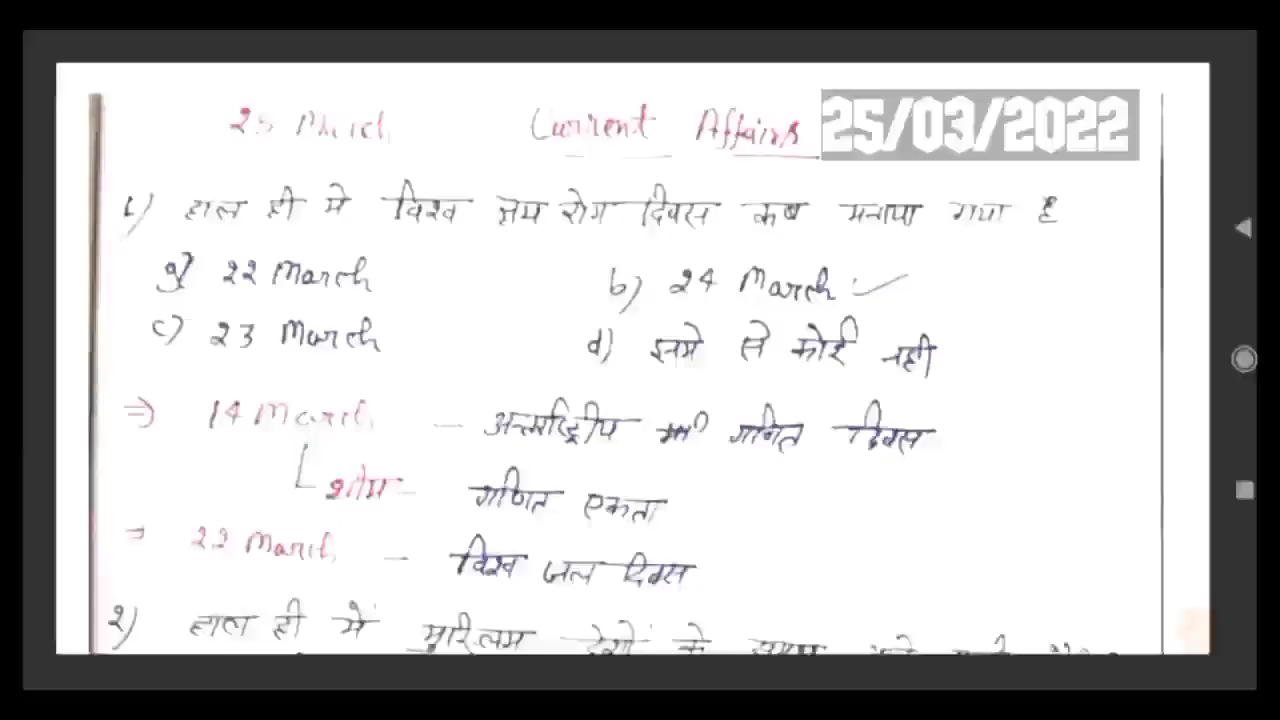 25 March Current Affairs 25/03/2022
1) हाल ही मे विश्व क्षय रोग दिवस कब मनाया गया है
a) 22 March b) 24 March ✓
c) 23 March d) इनमे से कोई नही
⇒ 14 March – अन्तर्राष्ट्रीय गणित दिवस
थीम – गणित एकता
⇒ 22 March – विश्व जल दिवस
2) हाल ही में मुस्लिम देशों के